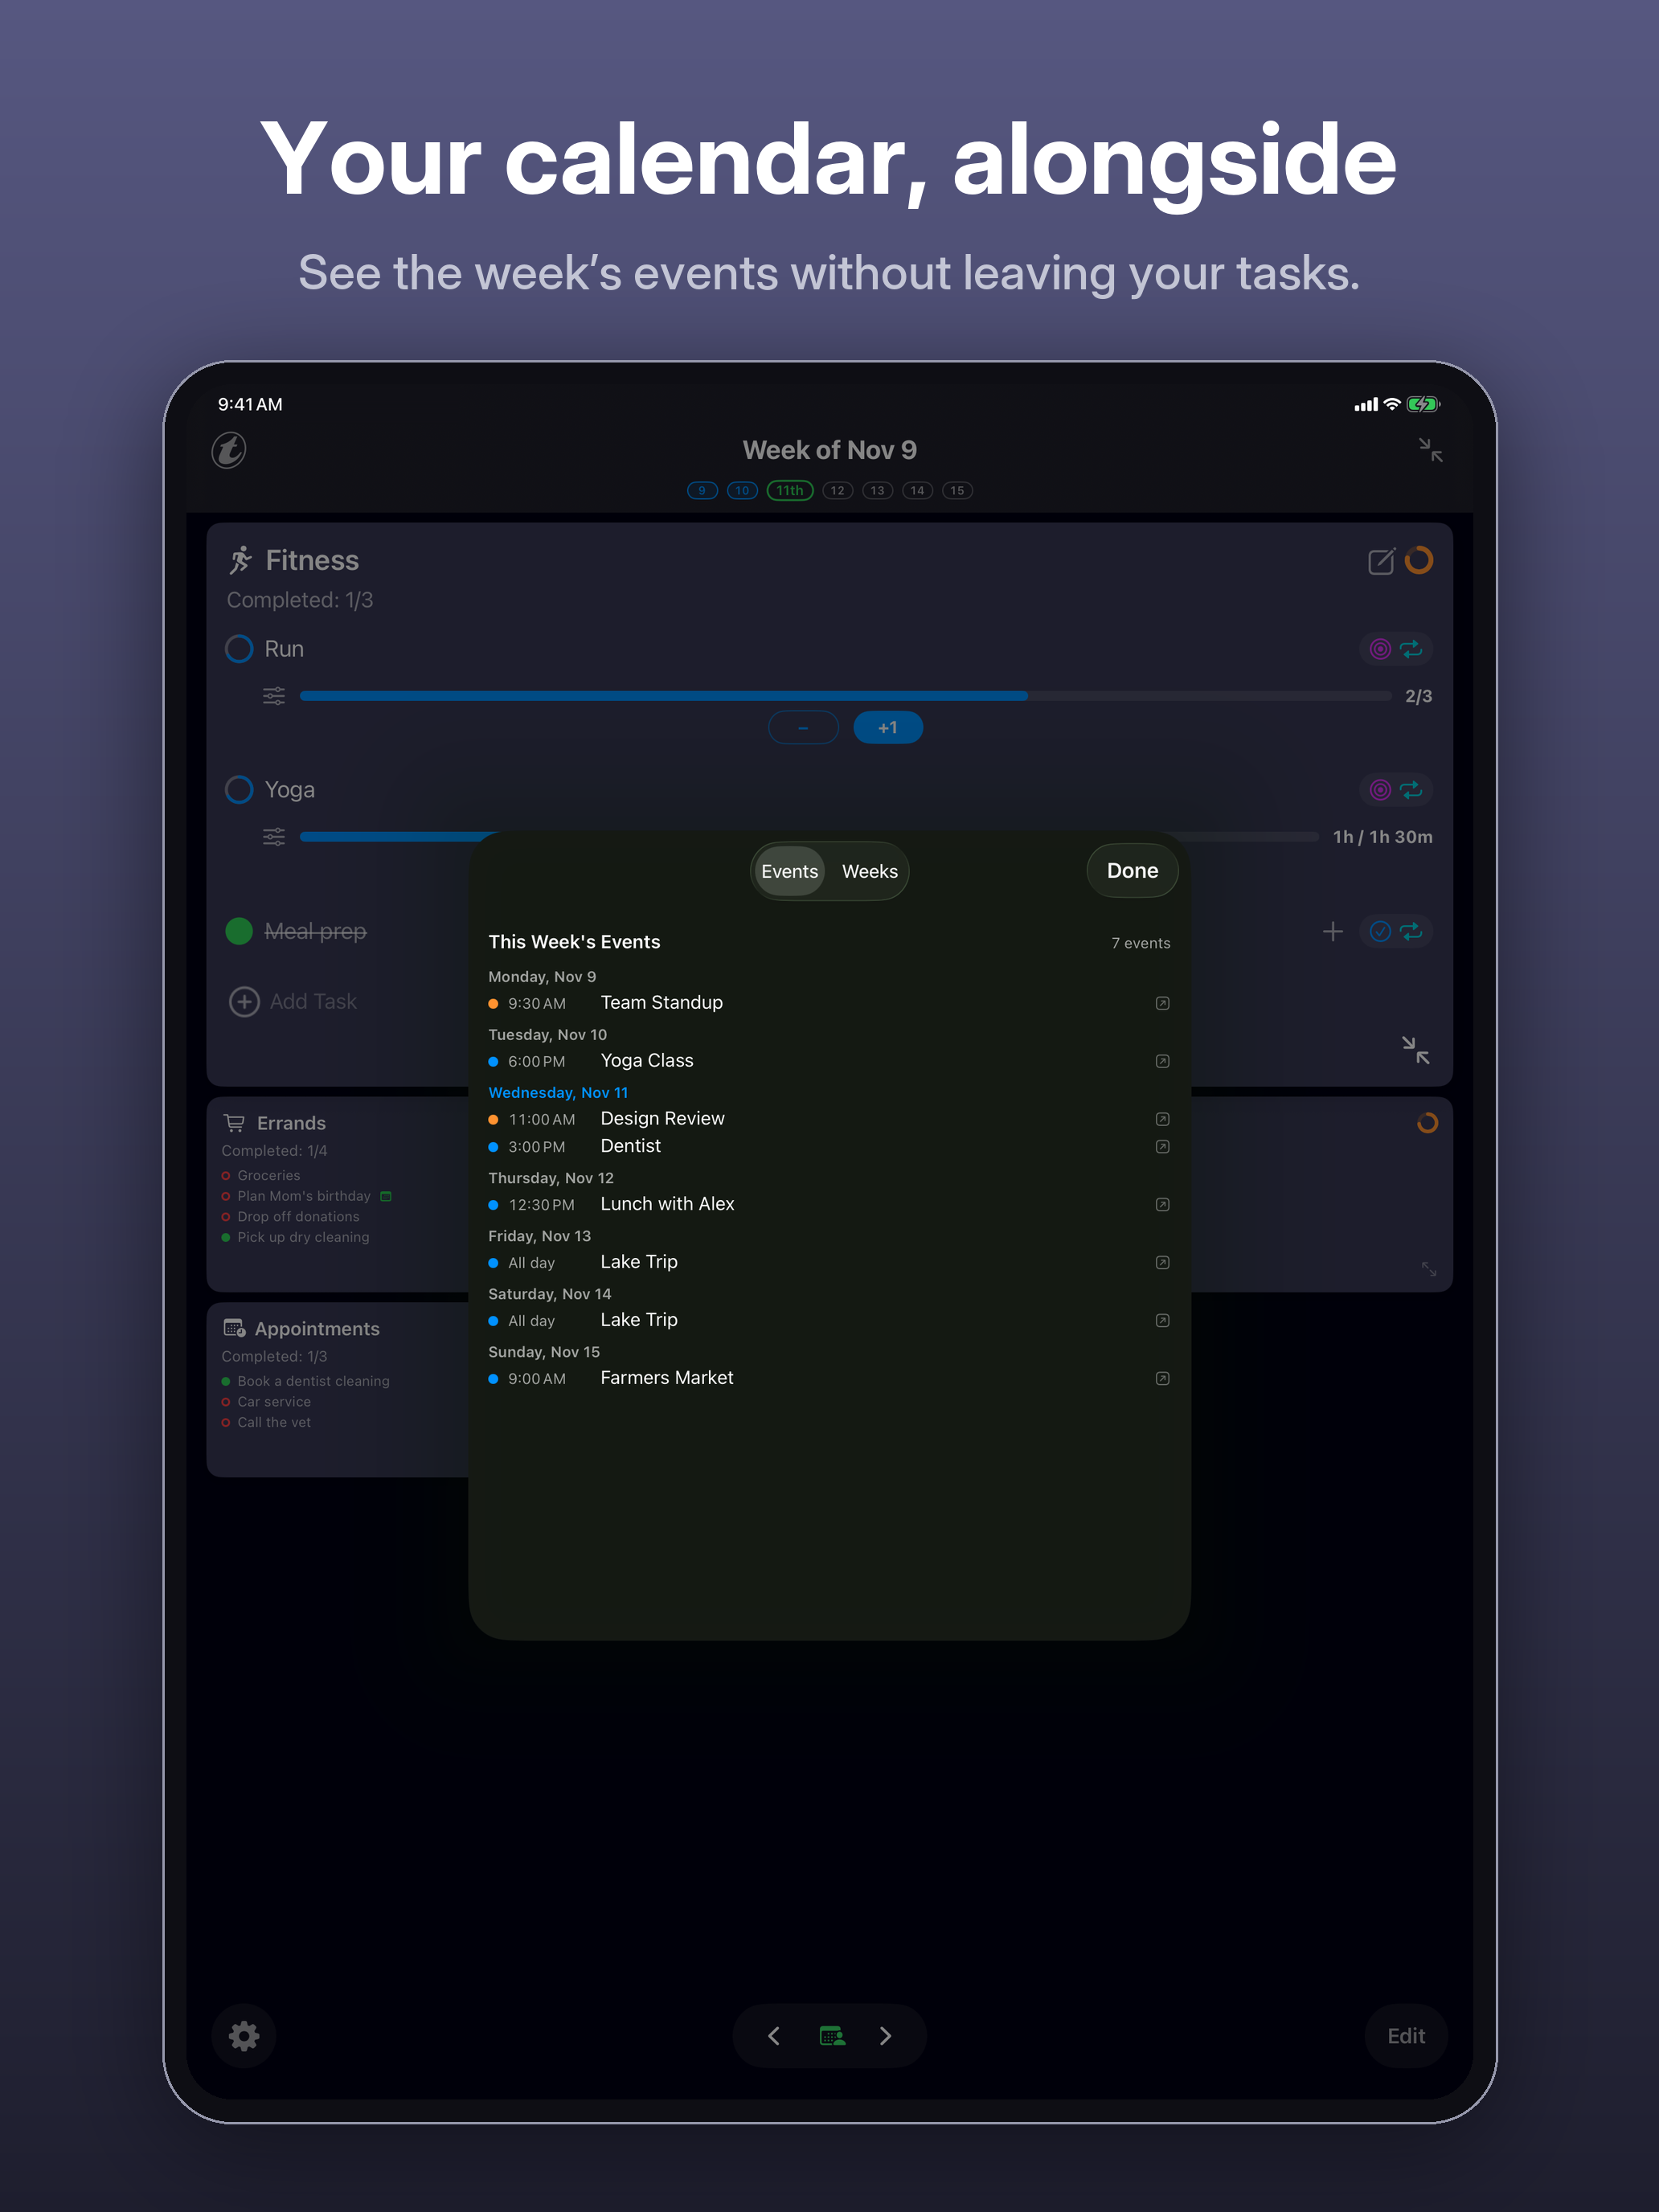 Your calendar, alongside
See the week’s events without leaving your tasks.
9:41 AM
Week of Nov 9
9 10 11th 12 13 14 15
Fitness
Completed: 1/3
Run
2/3
− +1
Yoga
1h / 1h 30m
Events Weeks Done
Meal prep
Add Task
This Week's Events 7 events
Monday, Nov 9
9:30 AM Team Standup
Tuesday, Nov 10
6:00 PM Yoga Class
Wednesday, Nov 11
11:00 AM Design Review
3:00 PM Dentist
Thursday, Nov 12
12:30 PM Lunch with Alex
Friday, Nov 13
All day Lake Trip
Saturday, Nov 14
All day Lake Trip
Sunday, Nov 15
9:00 AM Farmers Market
Errands
Completed: 1/4
Groceries
Plan Mom's birthday
Drop off donations
Pick up dry cleaning
Appointments
Completed: 1/3
Book a dentist cleaning
Car service
Call the vet
Edit